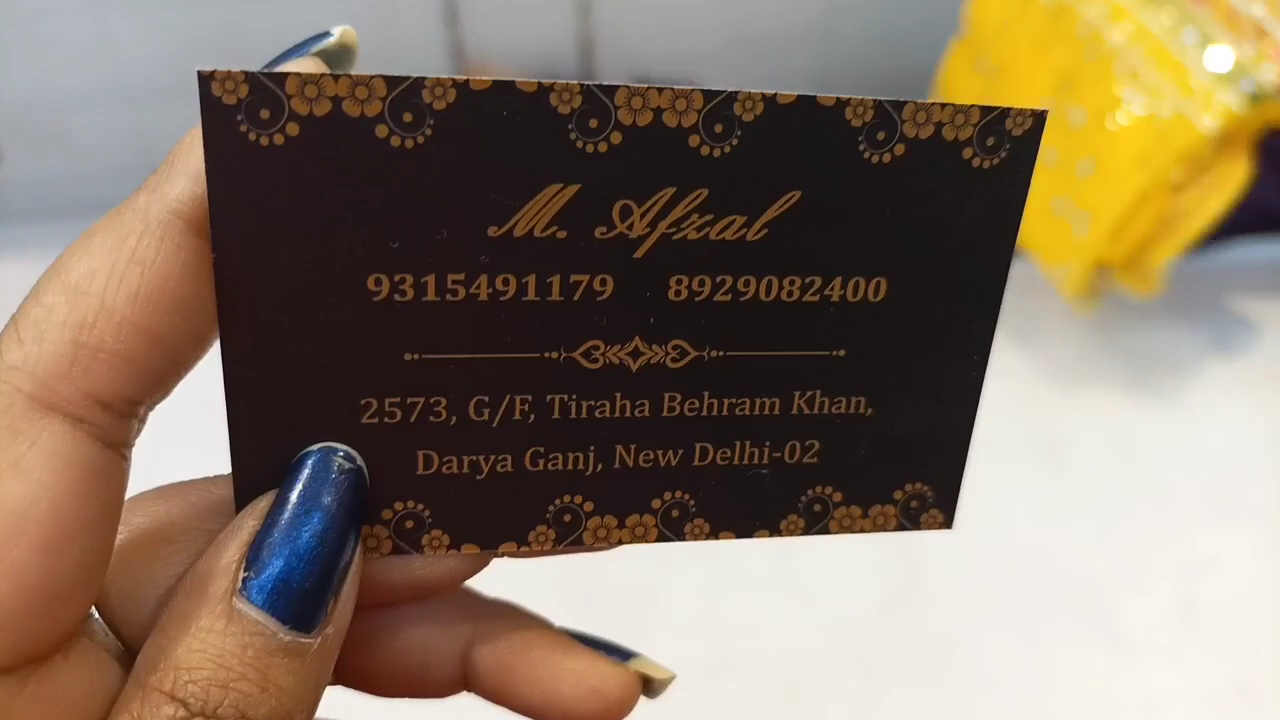 M. Afzal
9315491179 8929082400
2573, G/F, Tiraha Behram Khan,
Darya Ganj, New Delhi-02